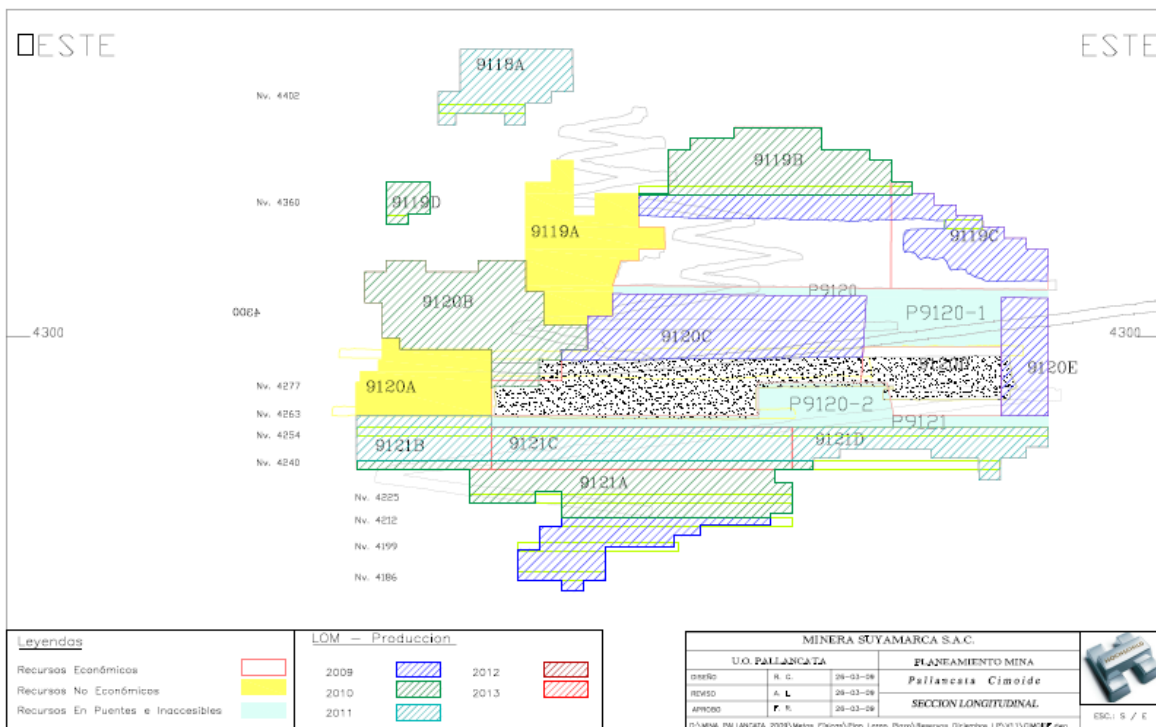 OESTE
ESTE
9118A
Nv. 4402
9119B
Nv. 4360
9119D
9119A
9119C
P9120
9120B
P9120-1
4300
4300
4300
9120C
9120E
9120A
Nv. 4277
P9120-2
Nv. 4263
P9121
Nv. 4254
9121B
9121C
9121D
Nv. 4240
9121A
Nv. 4225
Nv. 4212
Nv. 4199
Nv. 4186
Leyendas
Recursos Económicos
Recursos No Económicos
Recursos En Puentes e Inaccesibles
LOM - Produccion
2009
2012
2010
2013
2011
MINERA SUYAMARCA S.A.C.
U.O. PALLANCATA
PLANEAMIENTO MINA
DISEÑO R. C. 26-03-09
Pallancata Cimoide
REVISO A. L 26-03-09
SECCION LONGITUDINAL
APROBO F. R. 26-03-09
ESC.: S / E